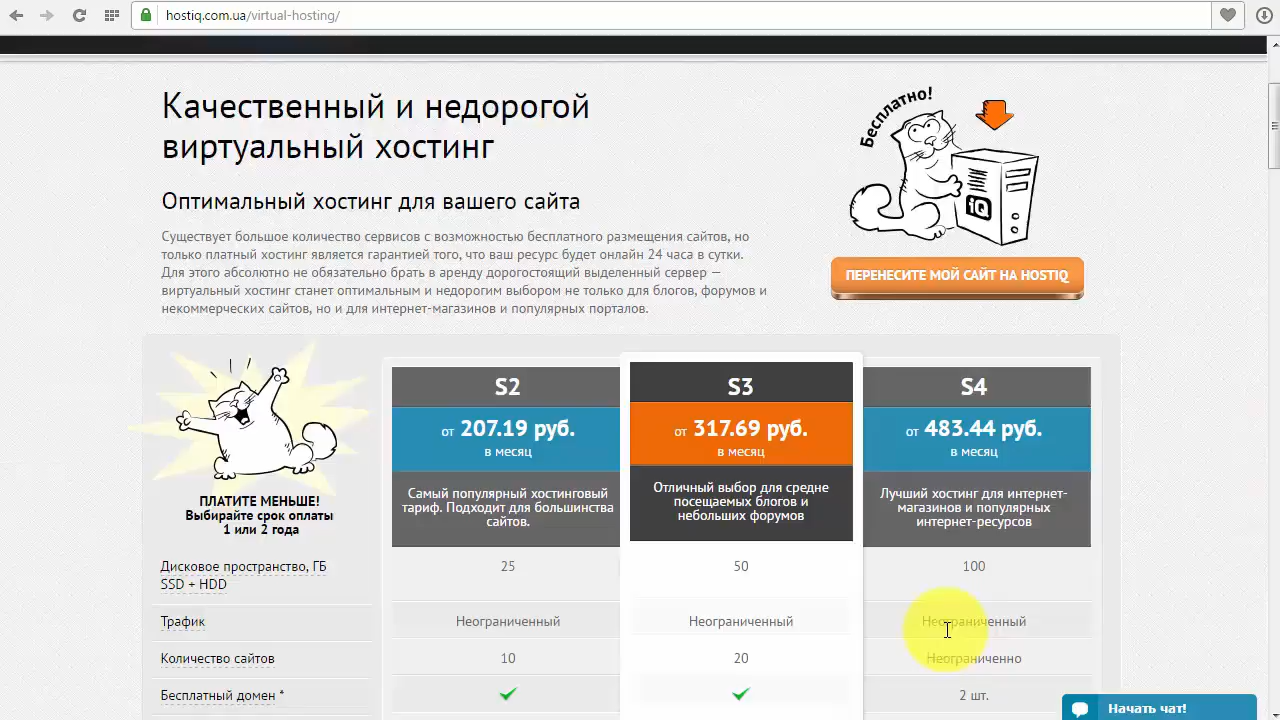 hostiq.com.ua/virtual-hosting/
Качественный и недорогой
виртуальный хостинг
Бесплатно!
iQ
ПЕРЕНЕСИТЕ МОЙ САЙТ НА HOSTIQ
Оптимальный хостинг для вашего сайта
Существует большое количество сервисов с возможностью бесплатного размещения сайтов, но
только платный хостинг является гарантией того, что ваш ресурс будет онлайн 24 часа в сутки.
Для этого абсолютно не обязательно брать в аренду дорогостоящий выделенный сервер —
виртуальный хостинг станет оптимальным и недорогим выбором не только для блогов, форумов и
некоммерческих сайтов, но и для интернет-магазинов и популярных порталов.
ПЛАТИТЕ МЕНЬШЕ!
Выбирайте срок оплаты
1 или 2 года
S2
от 207.19 руб.
в месяц
Самый популярный хостинговый
тариф. Подходит для большинства
сайтов.
S3
от 317.69 руб.
в месяц
Отличный выбор для средне
посещаемых блогов и
небольших форумов
S4
от 483.44 руб.
в месяц
Лучший хостинг для интернет-
магазинов и популярных
интернет-ресурсов
Дисковое пространство, ГБ
SSD + HDD
25
50
100
Трафик
Неограниченный
Неограниченный
Неограниченный
Количество сайтов
10
20
Неограниченно
Бесплатный домен *
2 шт.
Начать чат!